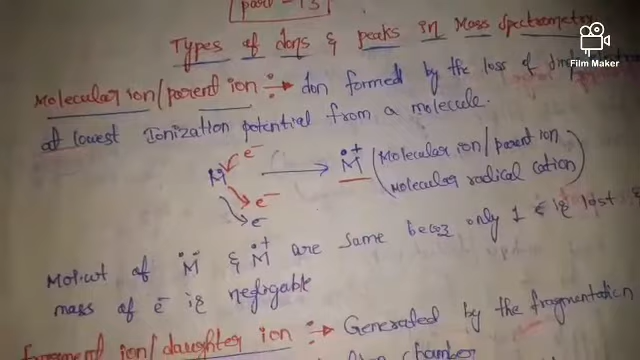 part - 13
Types of Ions & peaks in Mass Spectrometry
Film Maker
Molecular ion/parent ion :→ Ion formed by the loss of
at lowest Ionization potential from a molecule.
M e⁻ e⁻ e⁻ → M•+ (Molecular ion/parent ion
Molecular radical cation)
Mol.wt of M & M•+ are same becoz only 1 e⁻ is lost &
mass of e⁻ is negligable
Fragment ion/daughter ion :→ Generated by the fragmentation
chamber